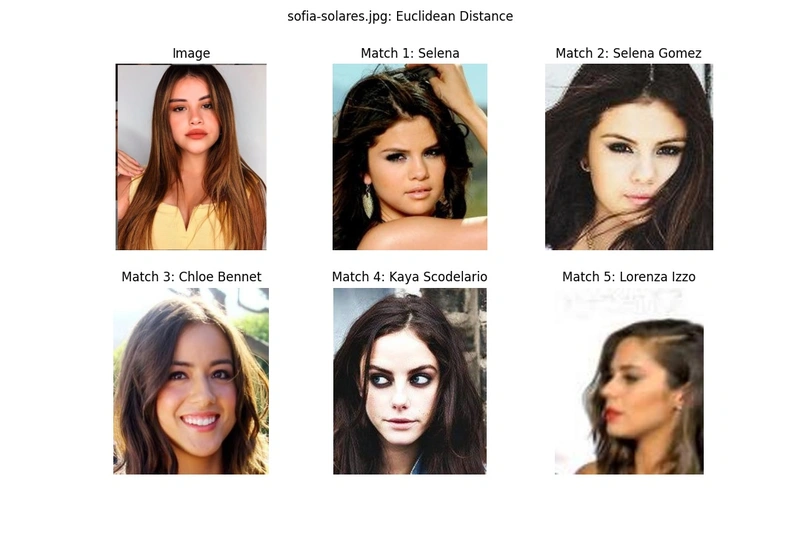 sofia-solares.jpg: Euclidean Distance
Image
Match 1: Selena
Match 2: Selena Gomez
Match 3: Chloe Bennet
Match 4: Kaya Scodelario
Match 5: Lorenza Izzo